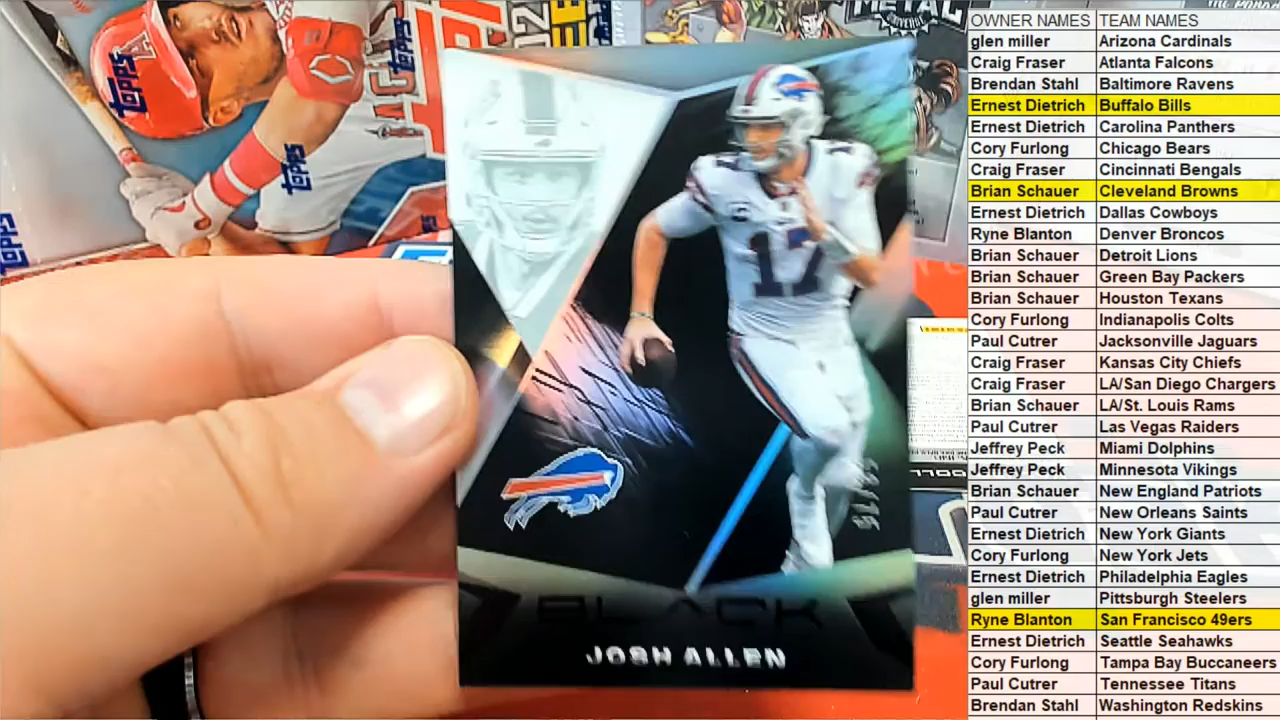 TOPPS
TOPPS
TOPPS
TOPPS
METAL
UNIVERSE
17
BLACK
JOSH ALLEN
OWNER NAMES TEAM NAMES
glen miller Arizona Cardinals
Craig Fraser Atlanta Falcons
Brendan Stahl Baltimore Ravens
Ernest Dietrich Buffalo Bills
Ernest Dietrich Carolina Panthers
Cory Furlong Chicago Bears
Craig Fraser Cincinnati Bengals
Brian Schauer Cleveland Browns
Ernest Dietrich Dallas Cowboys
Ryne Blanton Denver Broncos
Brian Schauer Detroit Lions
Brian Schauer Green Bay Packers
Brian Schauer Houston Texans
Cory Furlong Indianapolis Colts
Paul Cutrer Jacksonville Jaguars
Craig Fraser Kansas City Chiefs
Craig Fraser LA/San Diego Chargers
Brian Schauer LA/St. Louis Rams
Paul Cutrer Las Vegas Raiders
Jeffrey Peck Miami Dolphins
Jeffrey Peck Minnesota Vikings
Brian Schauer New England Patriots
Paul Cutrer New Orleans Saints
Ernest Dietrich New York Giants
Cory Furlong New York Jets
Ernest Dietrich Philadelphia Eagles
glen miller Pittsburgh Steelers
Ryne Blanton San Francisco 49ers
Ernest Dietrich Seattle Seahawks
Cory Furlong Tampa Bay Buccaneers
Paul Cutrer Tennessee Titans
Brendan Stahl Washington Redskins